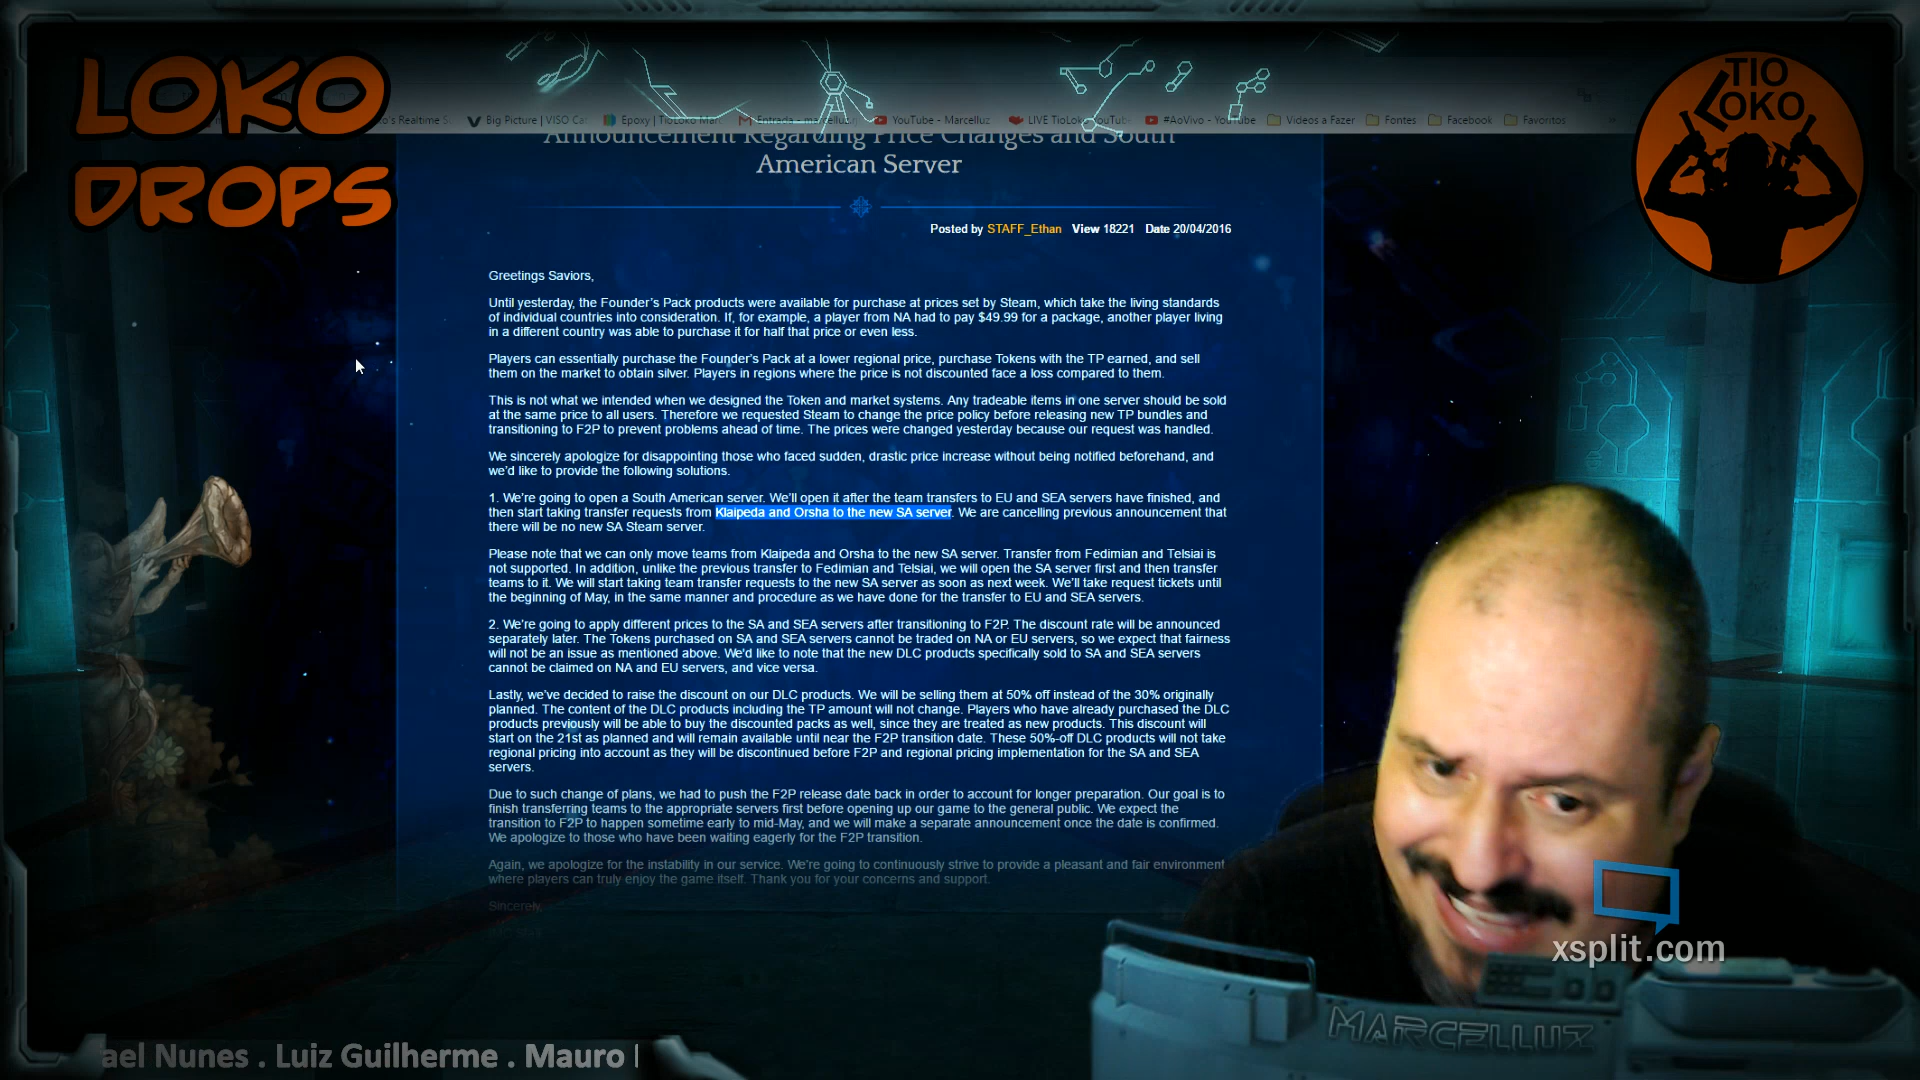 LOKO
DROPS
TIO
LOKO
Big Picture | VISO
Epoxy | TioLoko
YouTube - Marcelluz
LIVE TioLoko
#AoVivo - YouTube
Videos a Fazer
Fontes
Facebook
Favoritos
Announcement Regarding Price Changes and South
American Server
Posted by STAFF_Ethan View 18221 Date 20/04/2016
Greetings Saviors,
Until yesterday, the Founder's Pack products were available for purchase at prices set by Steam, which take the living standards
of individual countries into consideration. If, for example, a player from NA had to pay $49.99 for a package, another player living
in a different country was able to purchase it for half that price or even less.
Players can essentially purchase the Founder's Pack at a lower regional price, purchase Tokens with the TP earned, and sell
them on the market to obtain silver. Players in regions where the price is not discounted face a loss compared to them.
This is not what we intended when we designed the Token and market systems. Any tradeable items in one server should be sold
at the same price to all users. Therefore we requested Steam to change the price policy before releasing new TP bundles and
transitioning to F2P to prevent problems ahead of time. The prices were changed yesterday because our request was handled.
We sincerely apologize for disappointing those who faced sudden, drastic price increase without being notified beforehand, and
we'd like to provide the following solutions.
1. We're going to open a South American server. We'll open it after the team transfers to EU and SEA servers have finished, and
then start taking transfer requests from Klaipeda and Orsha to the new SA server. We are cancelling previous announcement that
there will be no new SA Steam server.
Please note that we can only move teams from Klaipeda and Orsha to the new SA server. Transfer from Fedimian and Telsiai is
not supported. In addition, unlike the previous transfer to Fedimian and Telsiai, we will open the SA server first and then transfer
teams to it. We will start taking team transfer requests to the new SA server as soon as next week. We'll take request tickets until
the beginning of May, in the same manner and procedure as we have done for the transfer to EU and SEA servers.
2. We're going to apply different prices to the SA and SEA servers after transitioning to F2P. The discount rate will be announced
separately later. The Tokens purchased on SA and SEA servers cannot be traded on NA or EU servers, so we expect that fairness
will not be an issue as mentioned above. We'd like to note that the new DLC products specifically sold to SA and SEA servers
cannot be claimed on NA and EU servers, and vice versa.
Lastly, we've decided to raise the discount on our DLC products. We will be selling them at 50% off instead of the 30% originally
planned. The content of the DLC products including the TP amount will not change. Players who have already purchased the DLC
products previously will be able to buy the discounted packs as well, since they are treated as new products. This discount will
start on the 21st as planned and will remain available until near the F2P transition date. These 50%-off DLC products will not take
regional pricing into account as they will be discontinued before F2P and regional pricing implementation for the SA and SEA
servers.
Due to such change of plans, we had to push the F2P release date back in order to account for longer preparation. Our goal is to
finish transferring teams to the appropriate servers first before opening up our game to the general public. We expect the
transition to F2P to happen sometime early to mid-May, and we will make a separate announcement once the date is confirmed.
We apologize to those who have been waiting eagerly for the F2P transition.
Again, we apologize for the instability in our service. We're going to continuously strive to provide a pleasant and fair environment
where players can truly enjoy the game itself. Thank you for your concerns and support.
Sincerely,
xsplit.com
MARCELLUZ
ael Nunes . Luiz Guilherme . Mauro